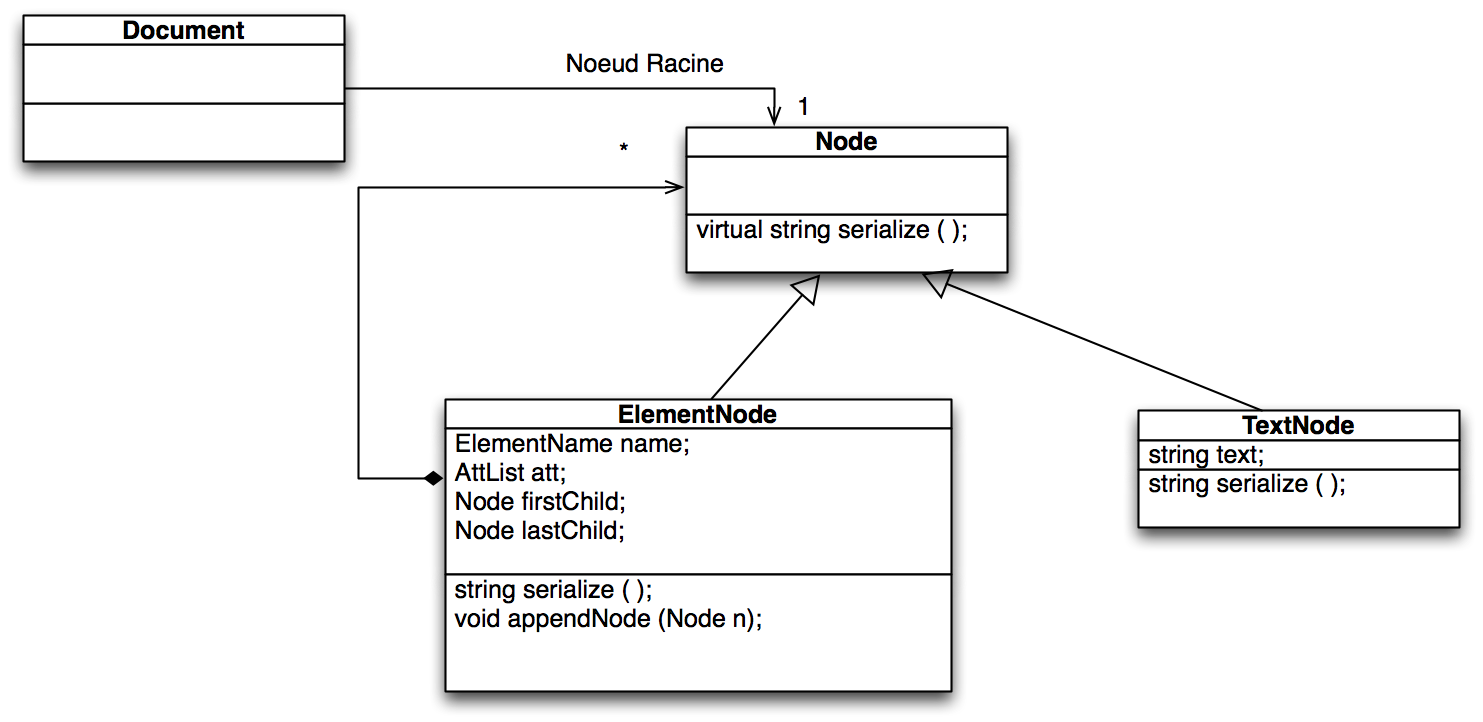 Document
Noeud Racine
1
*
Node
virtual string serialize ( );
ElementNode
ElementName name;
AttList att;
Node firstChild;
Node lastChild;
string serialize ( );
void appendNode (Node n);
TextNode
string text;
string serialize ( );